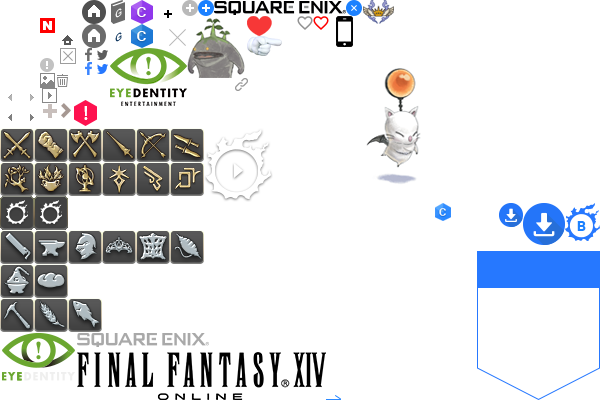 SQUARE ENIX.
N
G
C
G
C
EYEDENTITY
ENTERTAINMENT
C
B
SQUARE ENIX.
EYEDENTITY
FINAL FANTASY® XIV
ONLINE